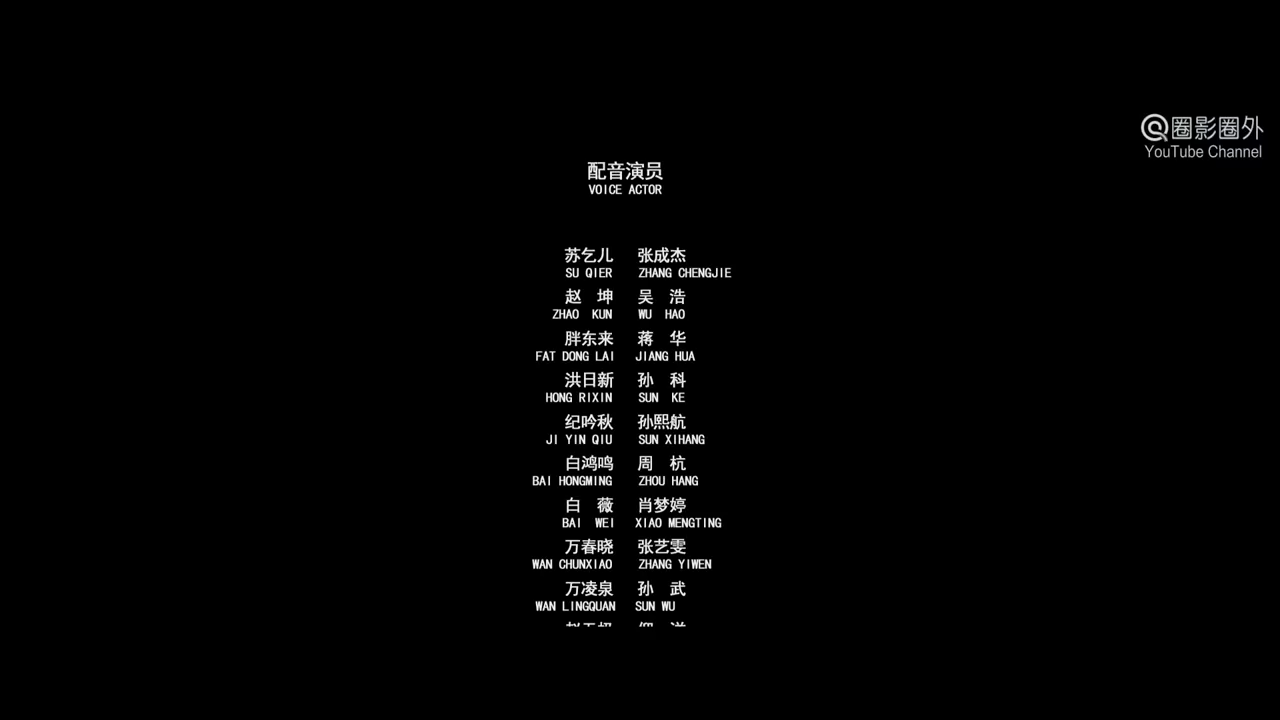 圈影圈外
YouTube Channel
配音演员
VOICE ACTOR
苏乞儿 张成杰
SU QIER ZHANG CHENGJIE
赵 坤 吴 浩
ZHAO KUN WU HAO
胖东来 蒋 华
FAT DONG LAI JIANG HUA
洪日新 孙 科
HONG RIXIN SUN KE
纪吟秋 孙熙航
JI YIN QIU SUN XIHANG
白鸿鸣 周 杭
BAI HONGMING ZHOU HANG
白 薇 肖梦婷
BAI WEI XIAO MENGTING
万春晓 张艺雯
WAN CHUNXIAO ZHANG YIWEN
万凌泉 孙 武
WAN LINGQUAN SUN WU